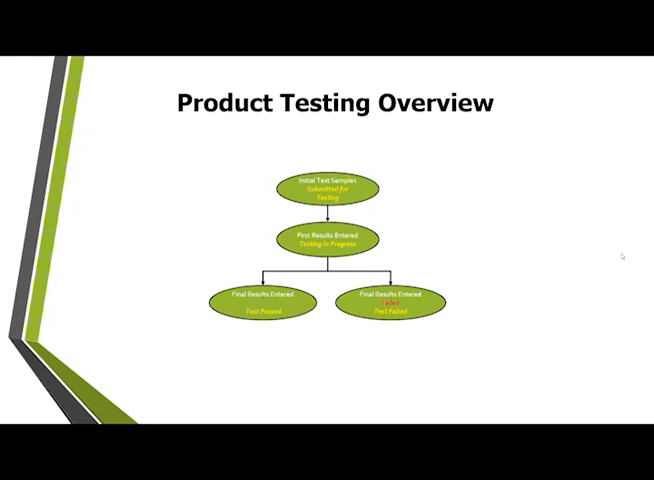 Product Testing Overview
Initial Test Samples
Submitted for
Testing
First Results Entered
Testing in Progress
Final Results Entered
Test Passed
Final Results Entered
Failed
Test Failed